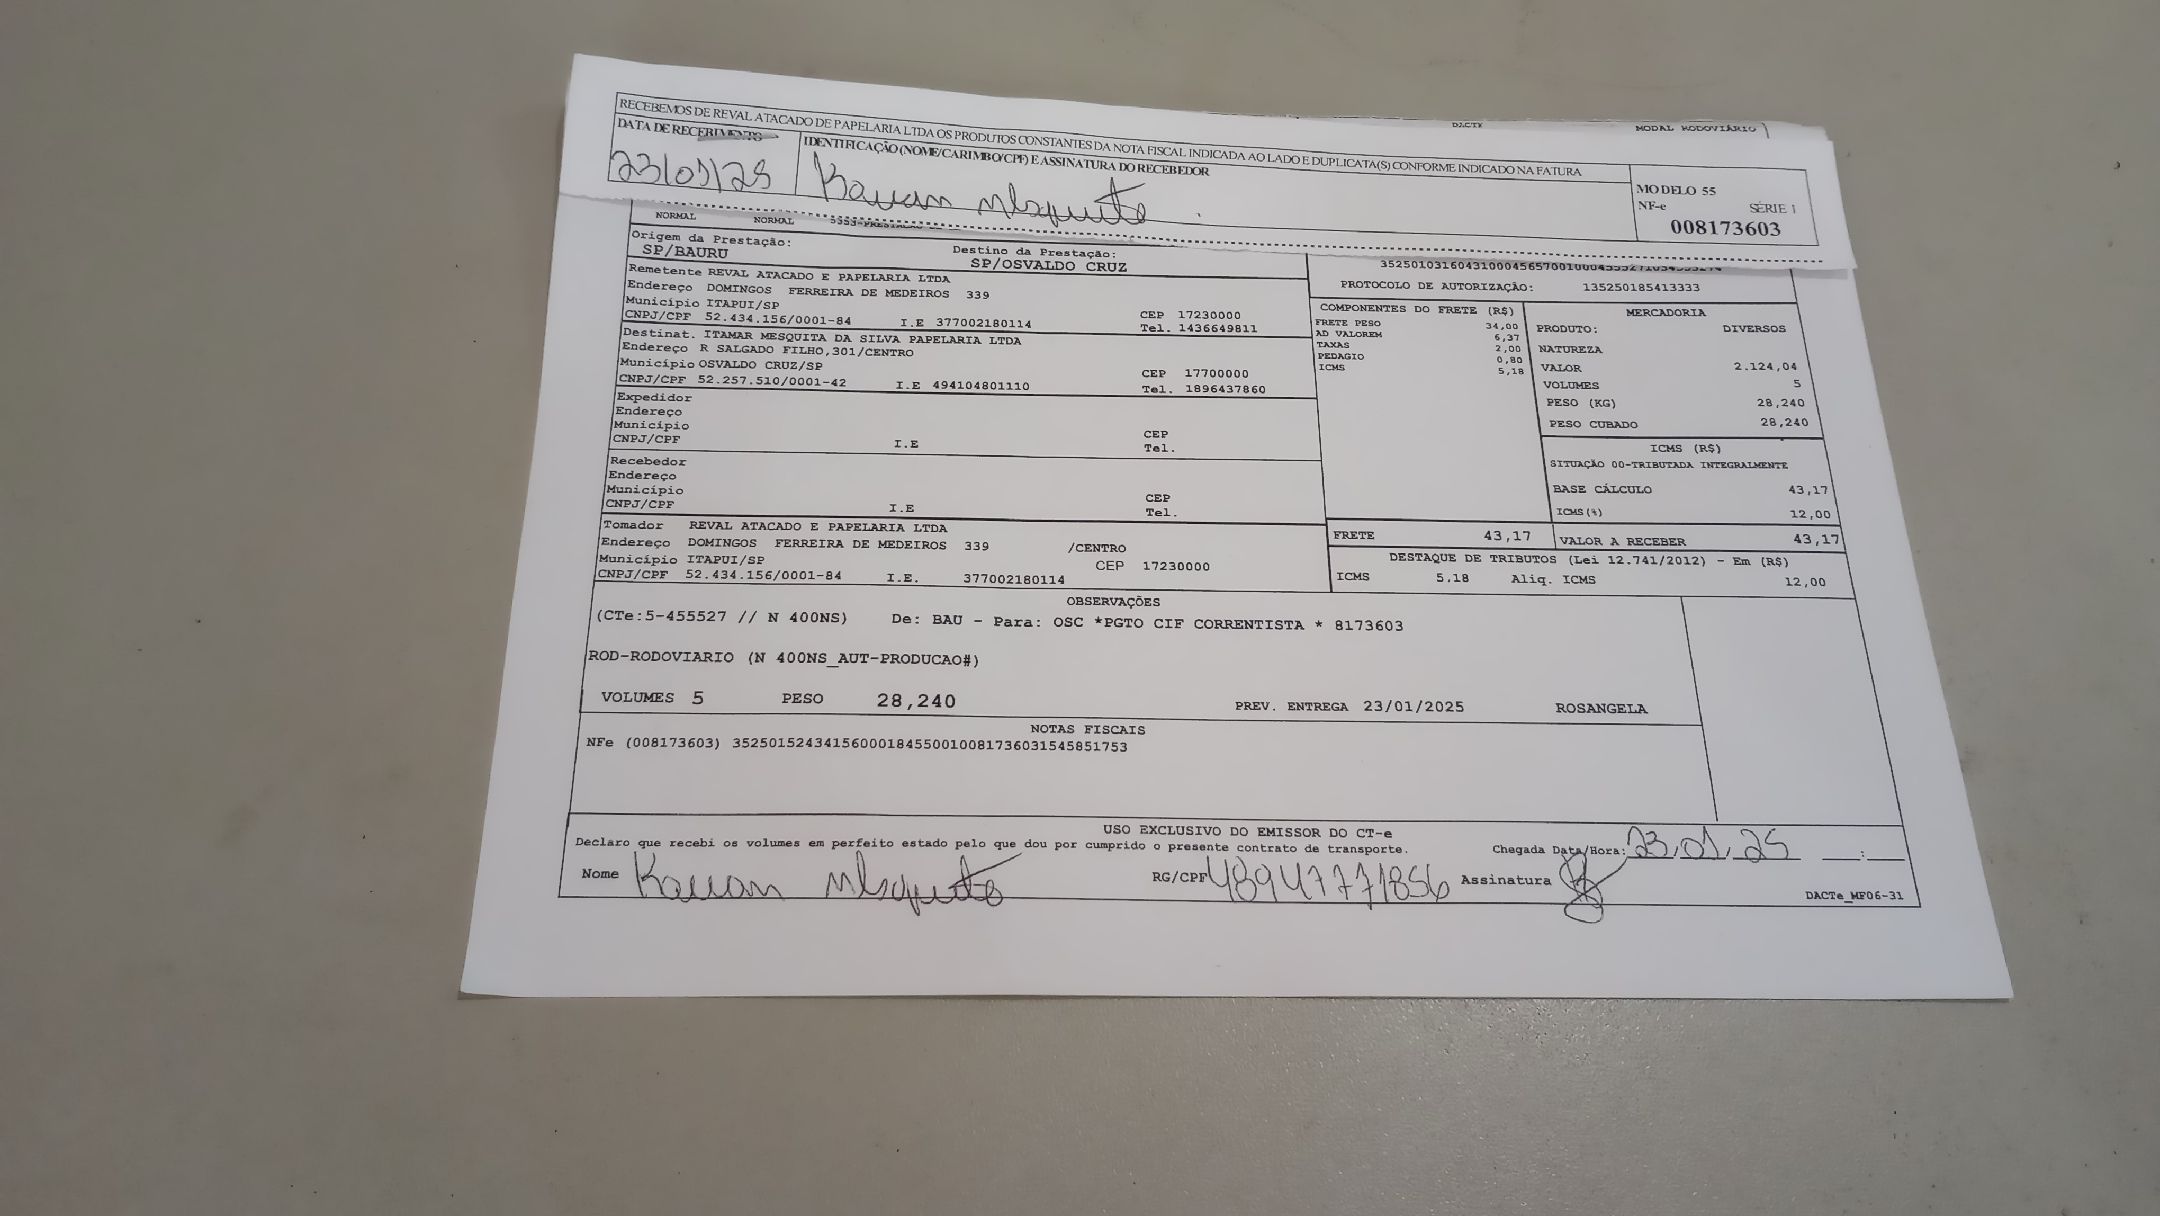 DACTE MODAL RODOVIÁRIO
RECEBEMOS DE REVAL ATACADO DE PAPELARIA LTDA OS PRODUTOS CONSTANTES DA NOTA FISCAL INDICADA AO LADO E DUPLICATA(S) CONFORME INDICADO NA FATURA
DATA DE RECEBIMENTO IDENTIFICAÇÃO (NOME/CARIMBO/CPF) E ASSINATURA DO RECEBEDOR
23/01/25 Kauan Mesquita
MODELO 55
NF-e SÉRIE 1
008173603
NORMAL NORMAL
Origem da Prestação: Destino da Prestação:
SP/BAURU SP/OSVALDO CRUZ
Remetente REVAL ATACADO E PAPELARIA LTDA
Endereço DOMINGOS FERREIRA DE MEDEIROS 339
Município ITAPUI/SP CEP 17230000
CNPJ/CPF 52.434.156/0001-84 I.E 377002180114 Tel. 1436649811
Destinat. ITAMAR MESQUITA DA SILVA PAPELARIA LTDA
Endereço R SALGADO FILHO,301/CENTRO
Município OSVALDO CRUZ/SP CEP 17700000
CNPJ/CPF 52.257.510/0001-42 I.E 494104801110 Tel. 1896437860
Expedidor
Endereço
Município CEP
CNPJ/CPF I.E Tel.
Recebedor
Endereço
Município CEP
CNPJ/CPF I.E Tel.
Tomador REVAL ATACADO E PAPELARIA LTDA
Endereço DOMINGOS FERREIRA DE MEDEIROS 339 /CENTRO
Município ITAPUI/SP CEP 17230000
CNPJ/CPF 52.434.156/0001-84 I.E. 377002180114
PROTOCOLO DE AUTORIZAÇÃO: 135250185413333
COMPONENTES DO FRETE (R$)
FRETE PESO 34,00
AD VALOREM 6,37
TAXAS 2,00
PEDAGIO 0,80
ICMS 5,18
MERCADORIA
PRODUTO: DIVERSOS
NATUREZA
VALOR 2.124,04
VOLUMES 5
PESO (KG) 28,240
PESO CUBADO 28,240
ICMS (R$)
SITUAÇÃO 00-TRIBUTADA INTEGRALMENTE
BASE CÁLCULO 43,17
ICMS(%) 12,00
FRETE 43,17 VALOR A RECEBER 43,17
DESTAQUE DE TRIBUTOS (Lei 12.741/2012) - Em (R$)
ICMS 5.18 Aliq. ICMS 12,00
OBSERVAÇÕES
(CTe:5-455527 // N 400NS) De: BAU - Para: OSC *PGTO CIF CORRENTISTA * 8173603
ROD-RODOVIARIO (N 400NS_AUT-PRODUCAO#)
VOLUMES 5 PESO 28,240 PREV. ENTREGA 23/01/2025 ROSANGELA
NOTAS FISCAIS
NFe (008173603) 35250152434156000184550010081736031545851753
USO EXCLUSIVO DO EMISSOR DO CT-e
Declaro que recebi os volumes em perfeito estado pelo que dou por cumprido o presente contrato de transporte. Chegada Data/Hora: 23/01/25 __:__
Nome Kauan Mesquita RG/CPF 48947771856 Assinatura
DACTe_MF06-31